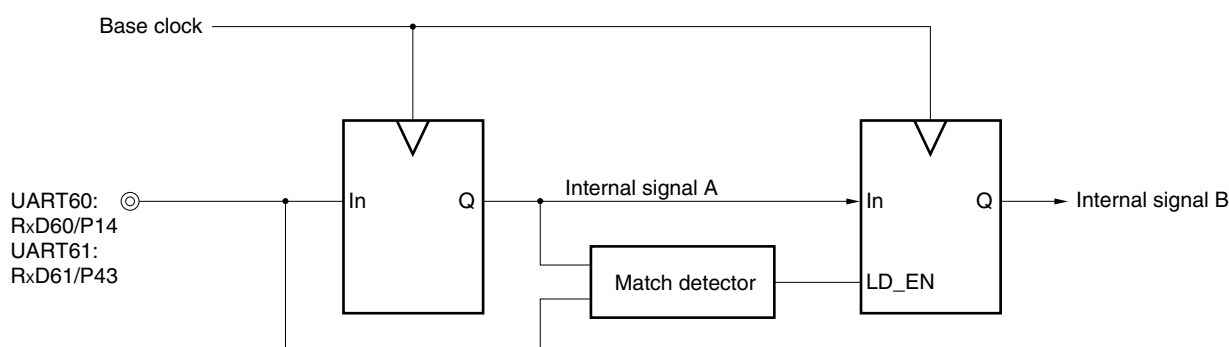 Base clock
In
Q
Internal signal A
In
Q
Internal signal B
UART60:
RxD60/P14
UART61:
RxD61/P43
Match detector
LD_EN